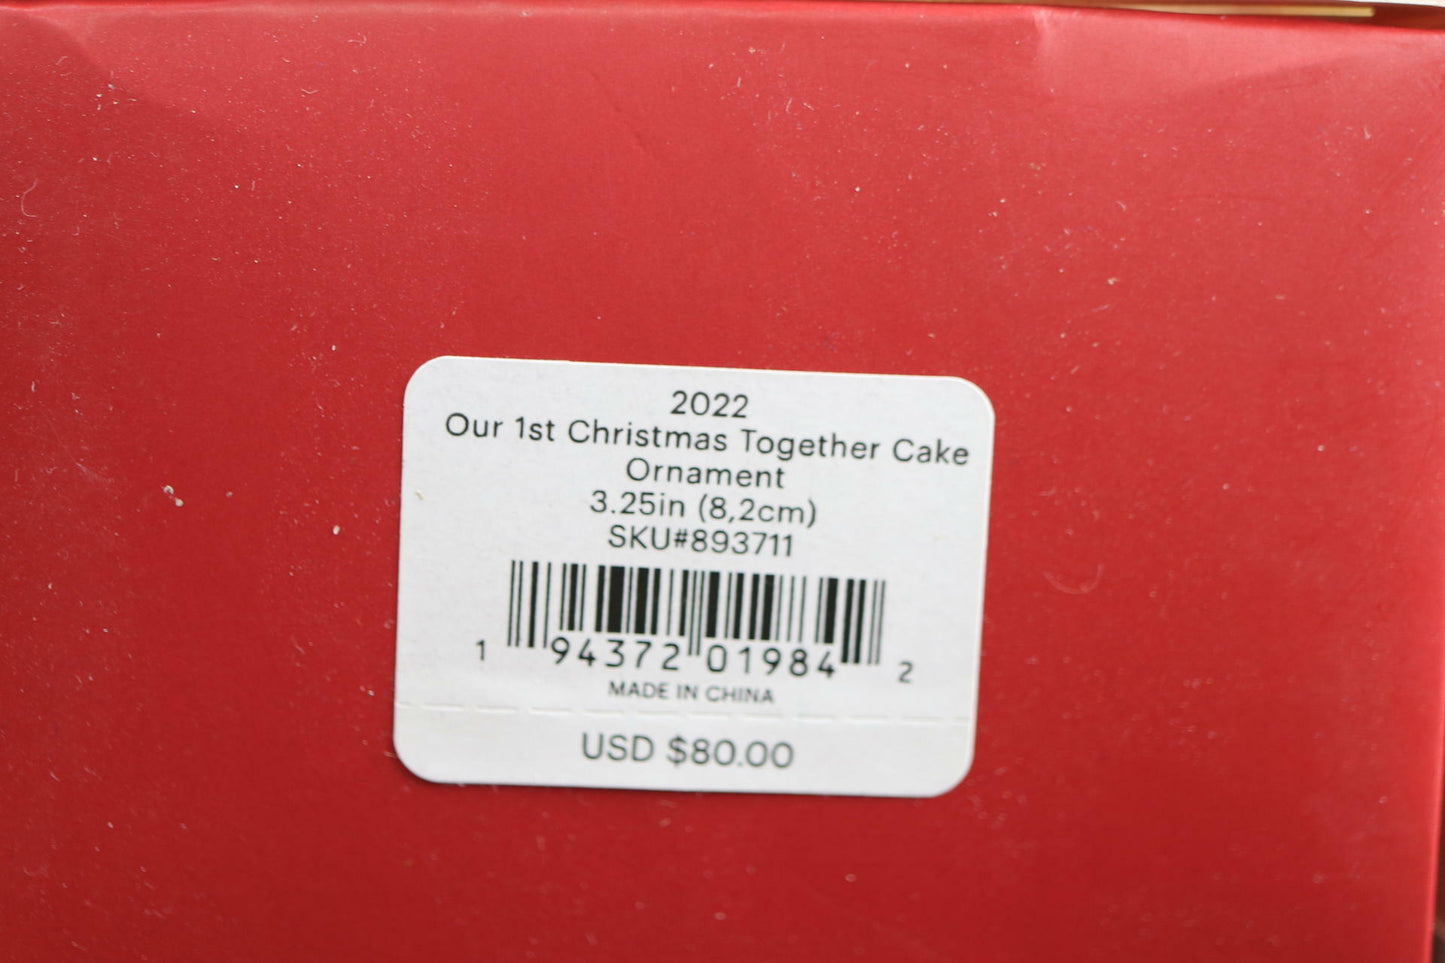 2022
Our 1st Christmas Together Cake
Ornament
3.25in (8,2cm)
SKU#893711
1 94372 01984 2
MADE IN CHINA
USD $80.00